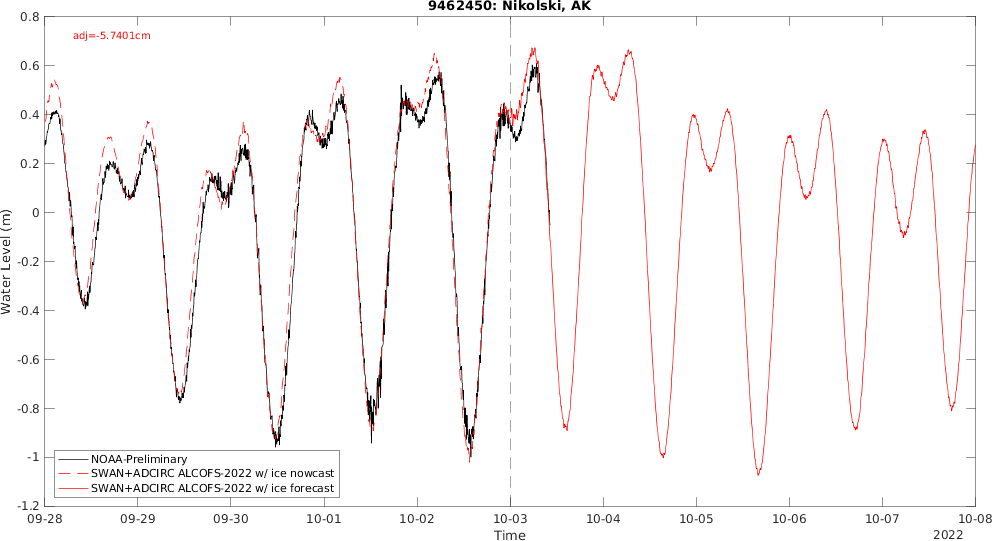 9462450: Nikolski, AK
adj=-5.7401cm
Water Level (m)
0.8
0.6
0.4
0.2
0
-0.2
-0.4
-0.6
-0.8
-1
-1.2
NOAA-Preliminary
SWAN+ADCIRC ALCOFS-2022 w/ ice nowcast
SWAN+ADCIRC ALCOFS-2022 w/ ice forecast
09-28 09-29 09-30 10-01 10-02 10-03 10-04 10-05 10-06 10-07 10-08
Time
2022